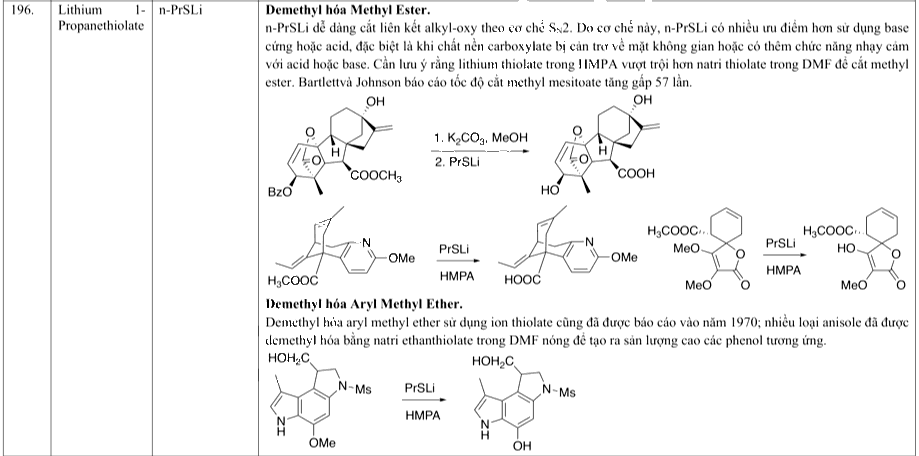 196.
Lithium 1-
Propanethiolate
n-PrSLi
Demethyl hóa Methyl Ester.
n-PrSLi dễ dàng cắt liên kết alkyl-oxy theo cơ chế SN2. Do cơ chế này, n-PrSLi có nhiều ưu điểm hơn sử dụng base
cứng hoặc acid, đặc biệt là khi chất nền carboxylate bị cản trở về mặt không gian hoặc có thêm chức năng nhạy cảm
với acid hoặc base. Cần lưu ý rằng lithium thiolate trong HMPA vượt trội hơn natri thiolate trong DMF để cắt methyl
ester. Bartlettvà Johnson báo cáo tốc độ cắt methyl mesitoate tăng gấp 57 lần.
OH
O
H
O
COOCH3
BzO
1. K2CO3, MeOH
2. PrSLi
OH
O
H
O
COOH
HO
N
OMe
H3COOC
PrSLi
HMPA
N
OMe
HOOC
H3COOC
MeO
O
MeO
O
PrSLi
HMPA
H3COOC
HO
O
MeO
O
Demethyl hóa Aryl Methyl Ether.
Demethyl hóa aryl methyl ether sử dụng ion thiolate cũng đã được báo cáo vào năm 1970; nhiều loại anisole đã được
demethyl hóa bằng natri ethanthiolate trong DMF nóng để tạo ra sản lượng cao các phenol tương ứng.
HOH2C
N-Ms
N
H
OMe
PrSLi
HMPA
HOH2C
N-Ms
N
H
OH